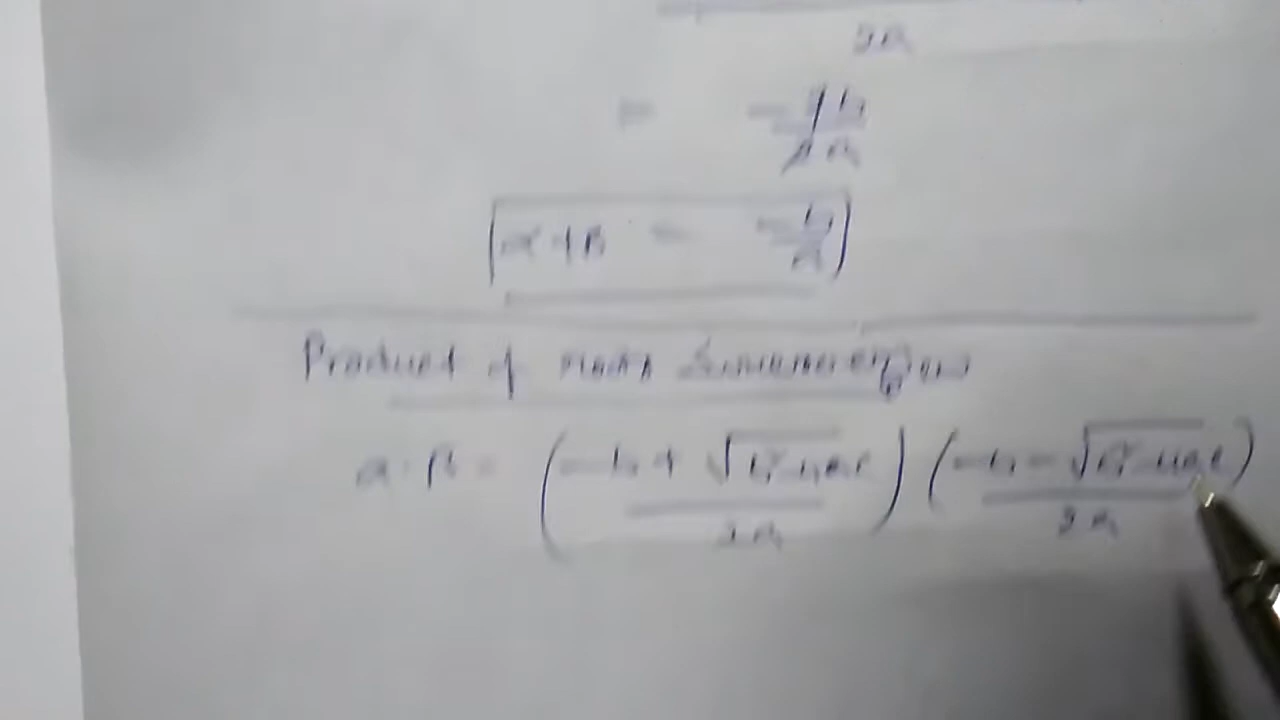 2a
= -2b/2a
α+β = -b/a
Product of roots
α·β = (-b+√b²-4ac/2a) (-b-√b²-4ac/2a)